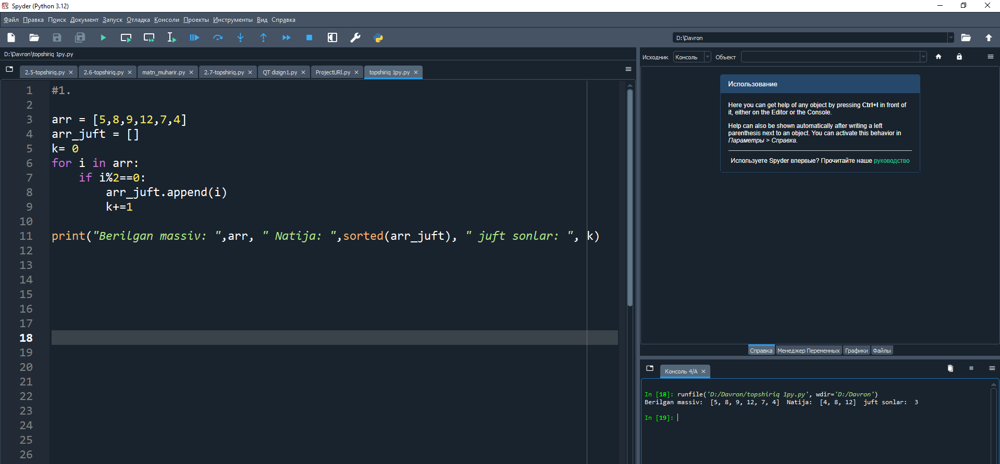 Spyder (Python 3.12)
Файл Правка Поиск Документ Запуск Отладка Консоли Проекты Инструменты Вид Справка
D:\Davron
D:\Davron\topshiriq 1py.py
2.5-topshiriq.py 2.6-topshiriq.py matn_muharir.py 2.7-topshiriq.py QT dizign1.py ProjectURl.py topshiriq 1py.py
1 #1.
2
3 arr = [5,8,9,12,7,4]
4 arr_juft = []
5 k= 0
6 for i in arr:
7 if i%2==0:
8 arr_juft.append(i)
9 k+=1
10
11 print("Berilgan massiv: ",arr, " Natija: ",sorted(arr_juft), " juft sonlar: ", k)
12
13
14
15
16
17
18
19
20
21
22
23
24
25
26
Исходник Консоль Объект
Использование
Here you can get help of any object by pressing Ctrl+I in front of
it, either on the Editor or the Console.
Help can also be shown automatically after writing a left
parenthesis next to an object. You can activate this behavior in
Параметры > Справка.
Используете Spyder впервые? Прочитайте наше руководство
Справка Менеджер Переменных Графики Файлы
Консоль 4/A
In [18]: runfile('D:/Davron/topshiriq 1py.py', wdir='D:/Davron')
Berilgan massiv:  [5, 8, 9, 12, 7, 4]  Natija:  [4, 8, 12]  juft sonlar:  3
In [19]: